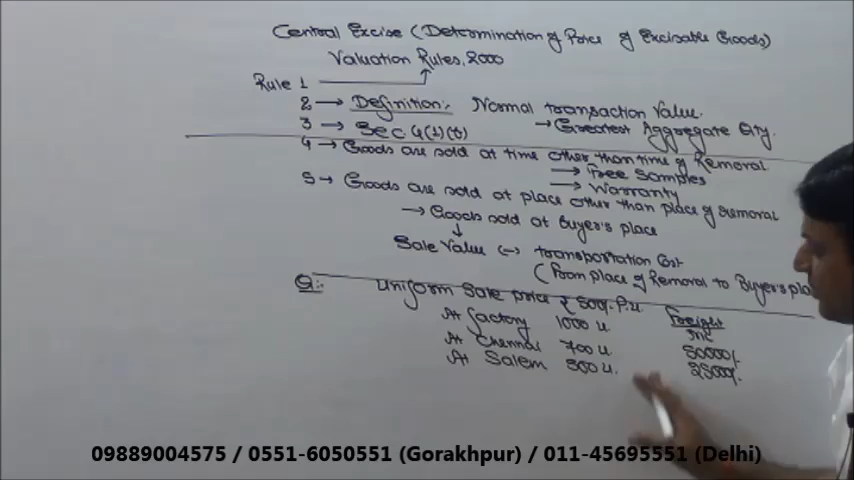 Central Excise (Determination of Price of Excisable Goods)
Valuation Rules, 2000
Rule 1
2 → Definition:- Normal transaction Value.
→ Greatest Aggregate Qty.
3 → Sec 4(1)(b)
4 → Goods are sold at time other than time of Removal
→ Free Samples
→ Warranty
5 → Goods are sold at place other than place of removal
→ Goods sold at Buyer's place
↓
Sale Value (-) transportation Cost
(From place of Removal to Buyer's pla
Q:- Uniform Sale price ₹ 500/- P.U
Freight
At factory 1000 U. Nil
At Chennai 700 U. 50000/-
At Salem 300 U. 25000/-
09889004575 / 0551-6050551 (Gorakhpur) / 011-45695551 (Delhi)